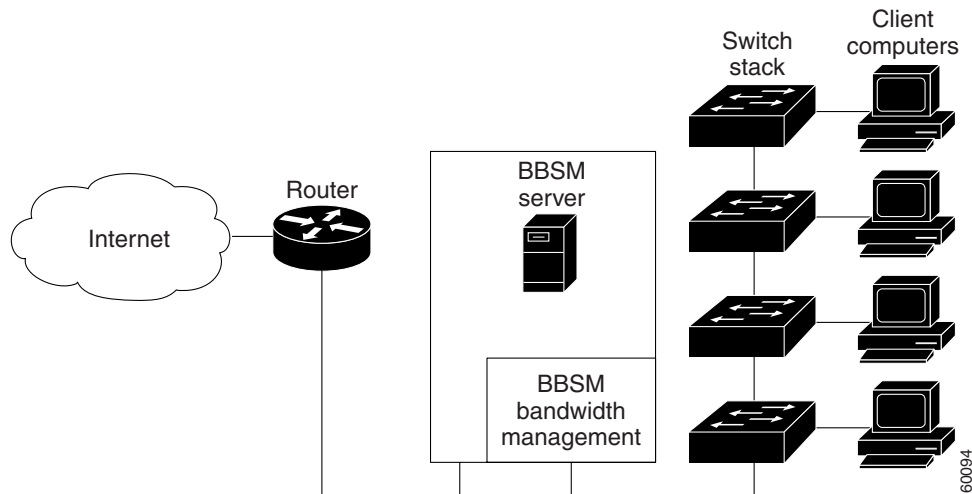 Client
computers
Switch
stack
BBSM
server
Router
Internet
BBSM
bandwidth
management
60094